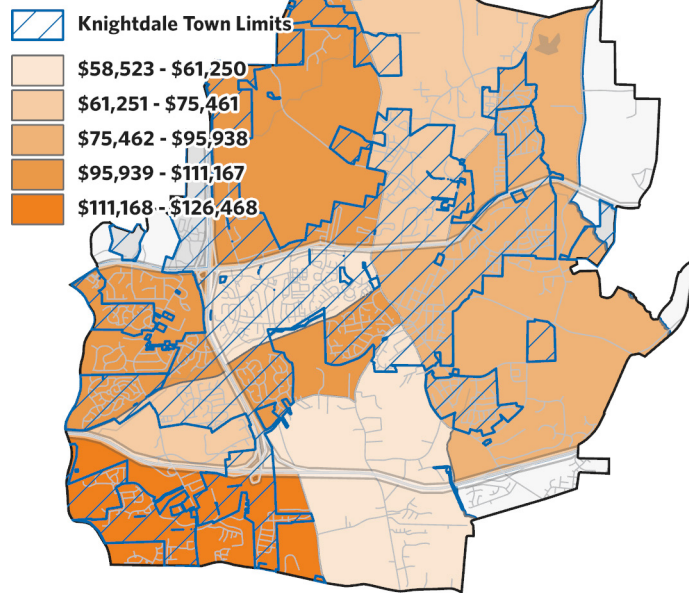 Knightdale Town Limits
$58,523 - $61,250
$61,251 - $75,461
$75,462 - $95,938
$95,939 - $111,167
$111,168 - $126,468